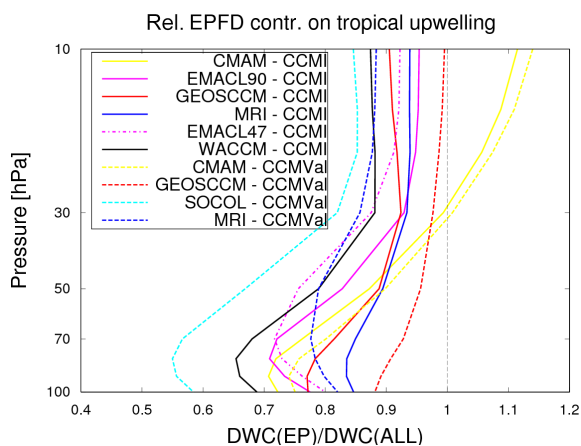 Rel. EPFD contr. on tropical upwelling
Pressure [hPa]
10
30
50
70
100
CMAM - CCMI
EMACL90 - CCMI
GEOSCCM - CCMI
MRI - CCMI
EMACL47 - CCMI
WACCM - CCMI
CMAM - CCMVal
GEOSCCM - CCMVal
SOCOL - CCMVal
MRI - CCMVal
0.4 0.5 0.6 0.7 0.8 0.9 1 1.1 1.2
DWC(EP)/DWC(ALL)